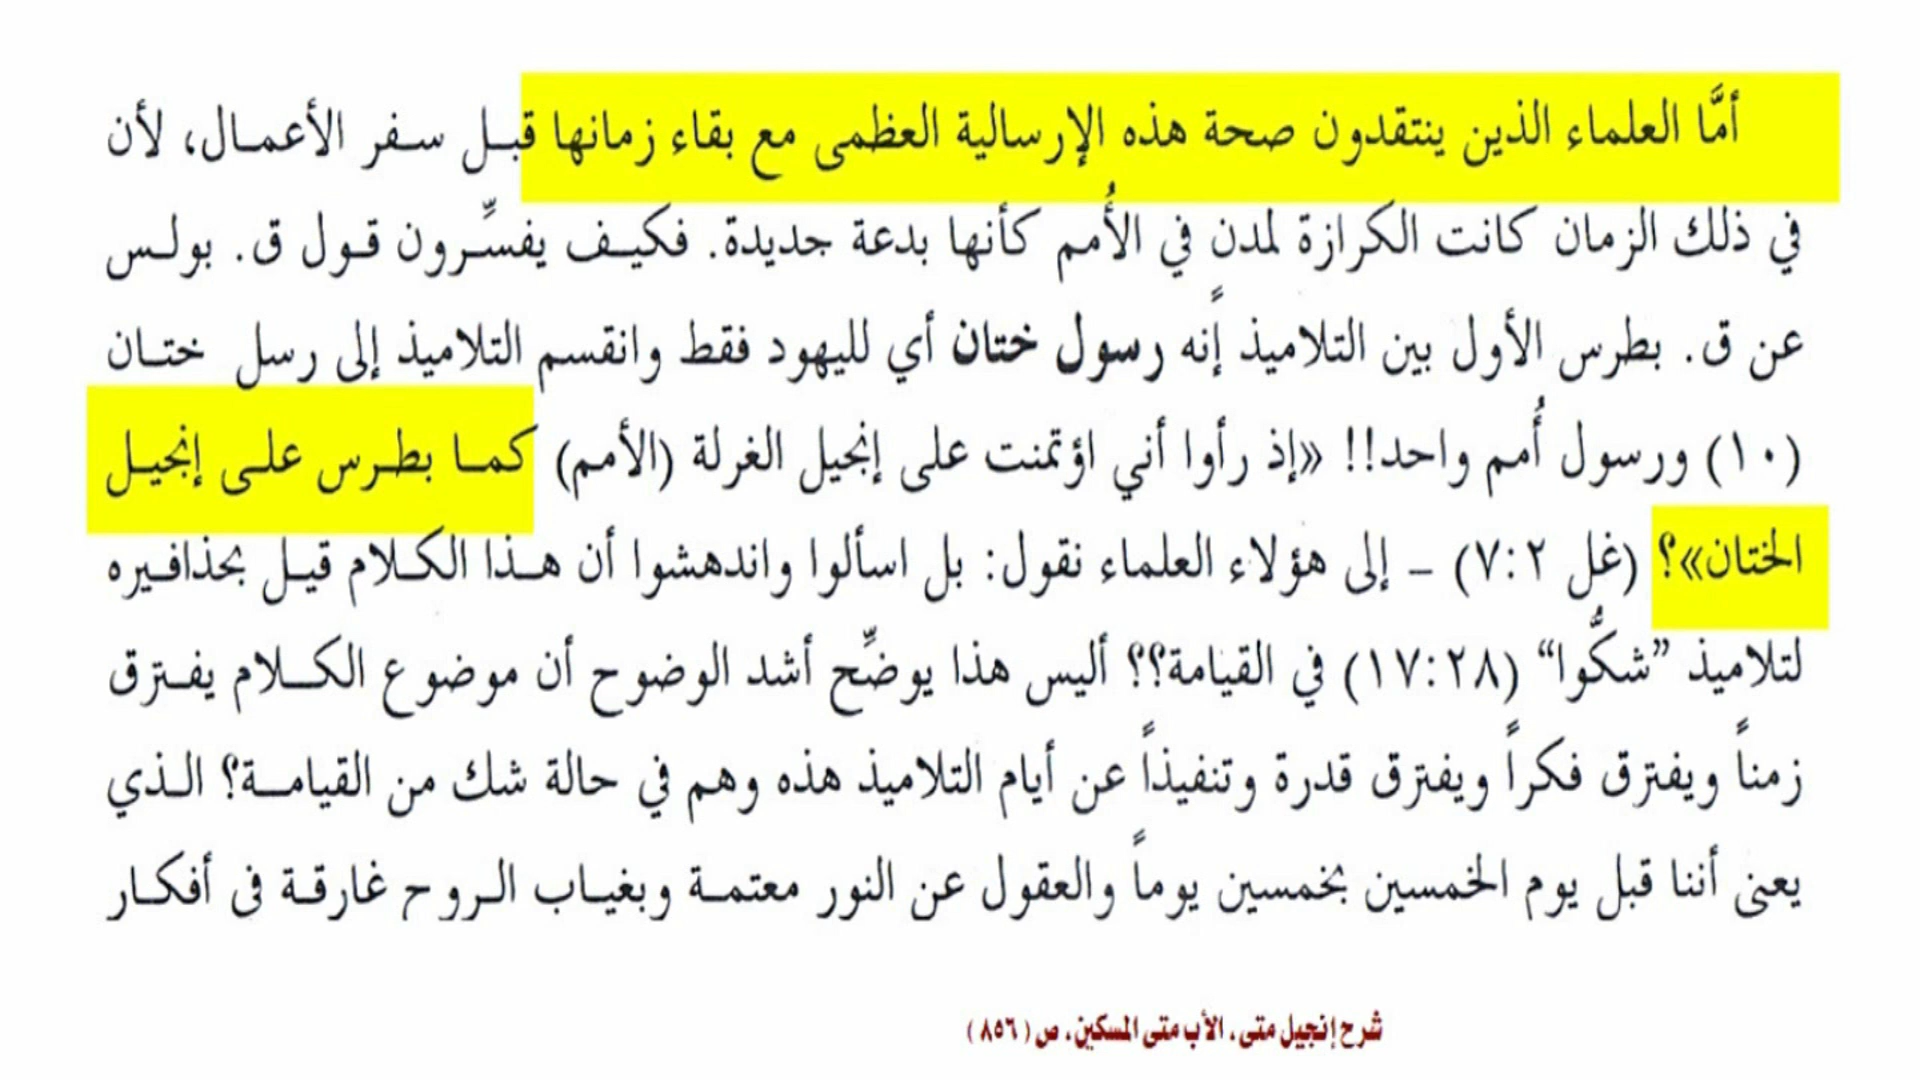 أمَّا العلماء الذين ينتقدون صحة هذه الإرسالية العظمى مع بقاء زمانها قبل سفر الأعمال، لأن
في ذلك الزمان كانت الكرازة لمدن في الأُمم كأنها بدعة جديدة. فكيف يفسِّرون قول ق. بولس
عن ق. بطرس الأول بين التلاميذ إنه رسول ختانٍ أي لليهود فقط وانقسم التلاميذ إلى رسل ختان
(١٠) ورسول أُمم واحد!! «إذ رأوا أني اؤتمنت على إنجيل الغرلة (الأمم) كما بطرس على إنجيل
الختان»؟ (غل ٧:٢) – إلى هؤلاء العلماء نقول: بل اسألوا واندهشوا أن هذا الكلام قيل بحذافيره
لتلاميذ ”شكُّوا“ (١٧:٢٨) في القيامة؟؟ أليس هذا يوضِّح أشد الوضوح أن موضوع الكلام يفترق
زمناً ويفترق فكراً ويفترق قدرة وتنفيذاً عن أيام التلاميذ هذه وهم في حالة شك من القيامة؟ الذي
يعنى أننا قبل يوم الخمسين بخمسين يوماً والعقول عن النور معتمة وبغياب الروح غارقة فى أفكار
شرح إنجيل متى، الأب متى المسكين، ص (٨٥٦)